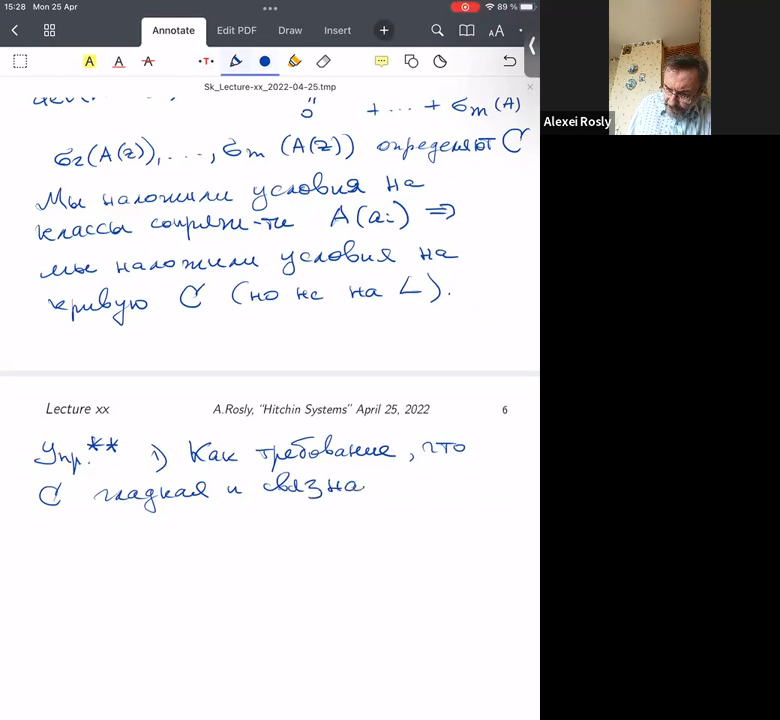 15:28 Mon 25 Apr
89 %
Annotate Edit PDF Draw Insert
Sk_Lecture-xx_2022-04-25.tmp
Alexei Rosly
" 0 + ... + σm(A)
σ2(A(z)), ..., σm(A(z)) определяют C
Мы наложили условия на
классы сопряж-ти A(ai) ⇒
мы наложили условия на
кривую C (но не на L).
Lecture xx A.Rosly, "Hitchin Systems" April 25, 2022 6
Упр.** 1) Как требование, что
C гладкая и связна